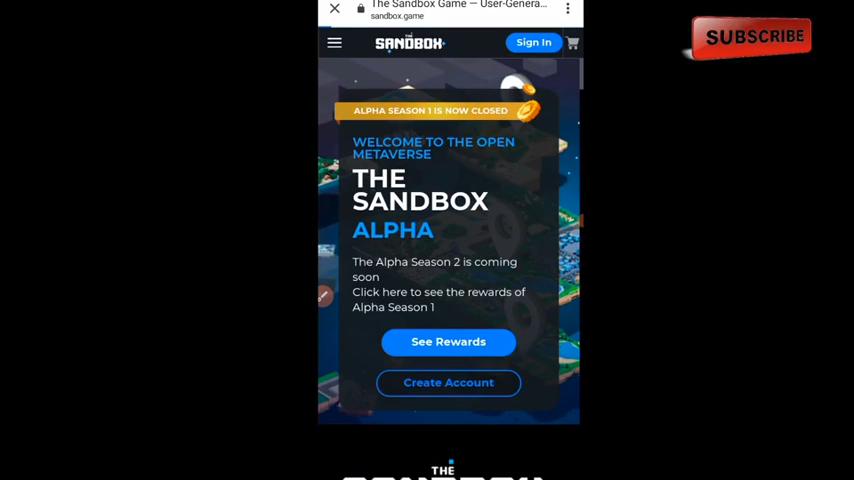 The Sandbox Game — User-Genera...
sandbox.game
SUBSCRIBE
THE
SANDBOX
Sign In
ALPHA SEASON 1 IS NOW CLOSED
WELCOME TO THE OPEN
METAVERSE
THE
SANDBOX
ALPHA
The Alpha Season 2 is coming
soon
Click here to see the rewards of
Alpha Season 1
See Rewards
Create Account
THE